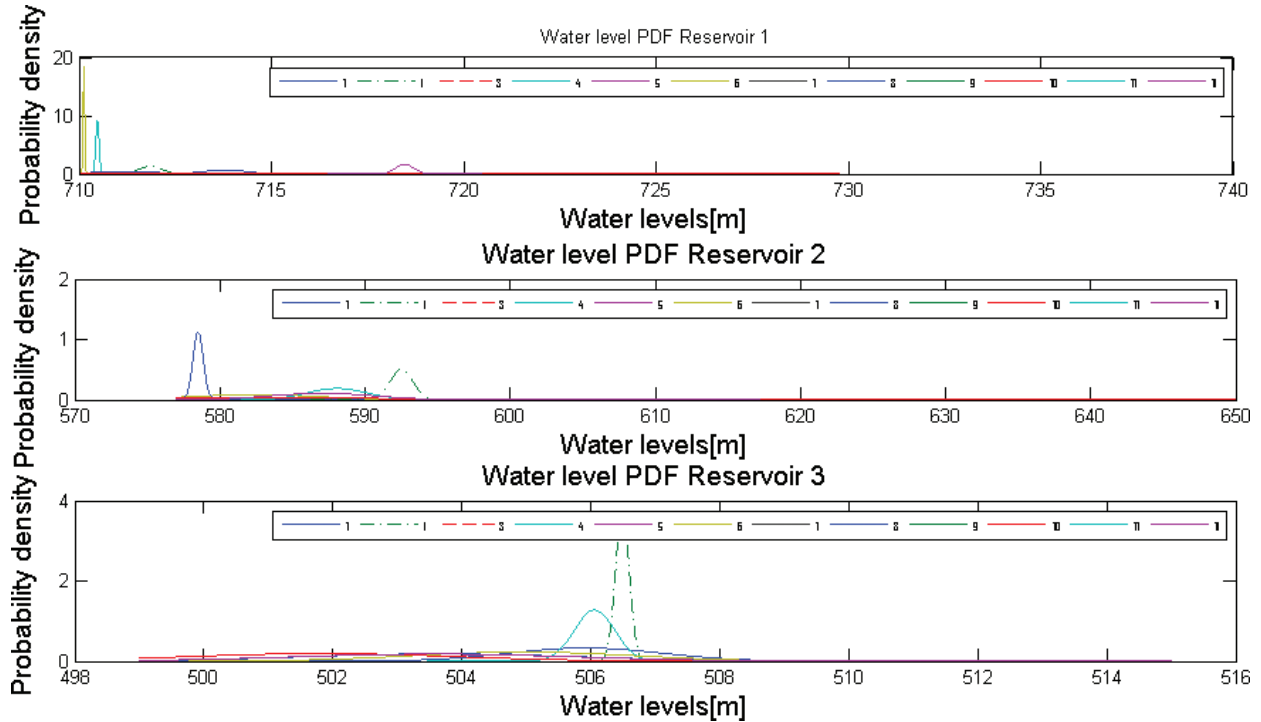 Water level PDF Reservoir 1
Probability density
20
10
0
1 1 3 4 5 6 1 8 9 10 11 11
710 715 720 725 730 735 740
Water levels[m]
Water level PDF Reservoir 2
Probability density
2
1
0
1 1 3 4 5 6 1 8 9 10 11 11
570 580 590 600 610 620 630 640 650
Water levels[m]
Water level PDF Reservoir 3
Probability density
4
2
0
1 1 3 4 5 6 1 8 9 10 11 11
498 500 502 504 506 508 510 512 514 516
Water levels[m]